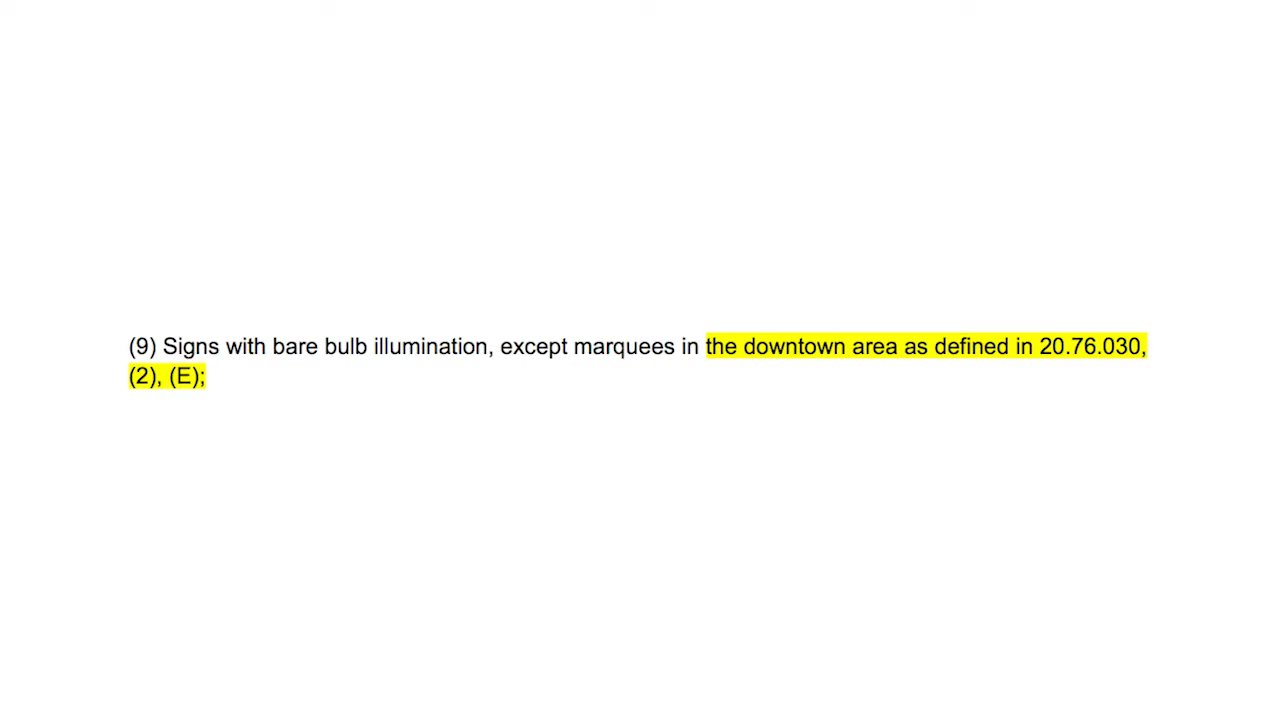 (9) Signs with bare bulb illumination, except marquees in the downtown area as defined in 20.76.030,
(2), (E);